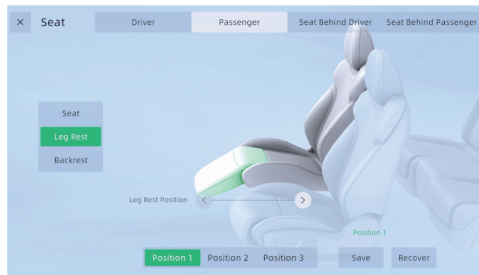 Seat
Driver
Passenger
Seat Behind Driver
Seat Behind Passenger
Seat
Leg Rest
Backrest
Leg Rest Position
Position 1
Position 1
Position 2
Position 3
Save
Recover